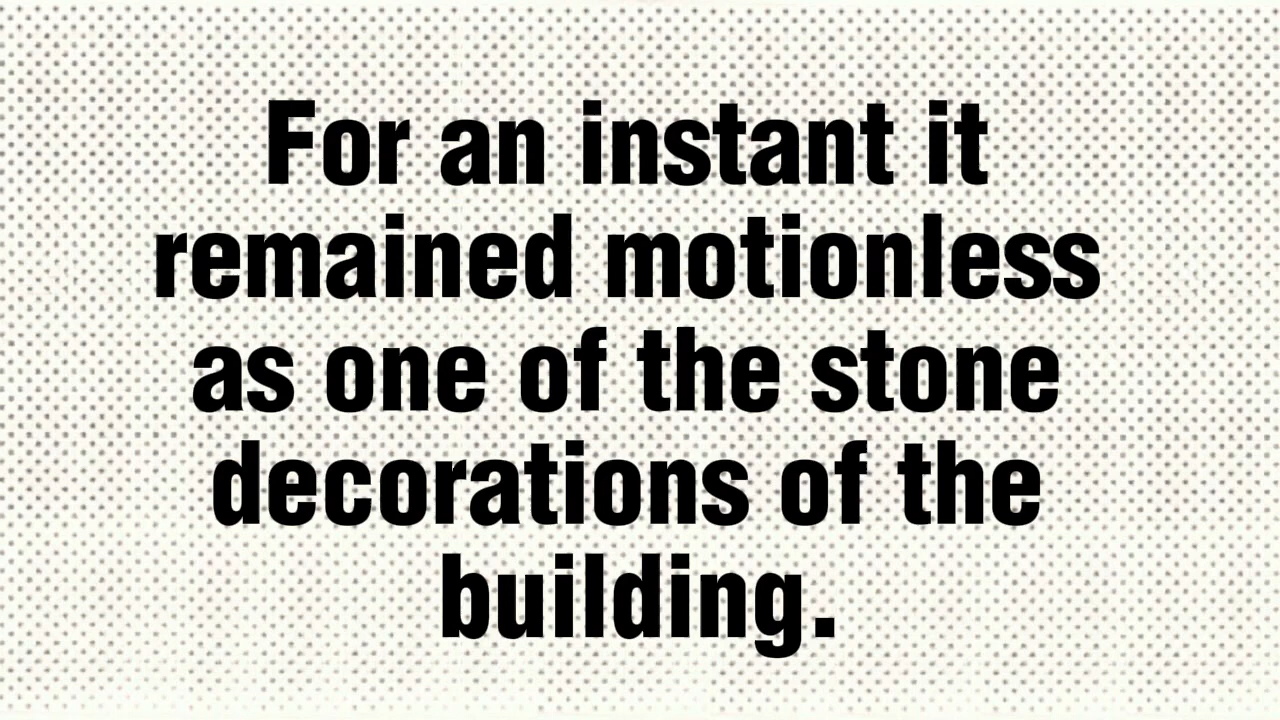 For an instant it
remained motionless
as one of the stone
decorations of the
building.